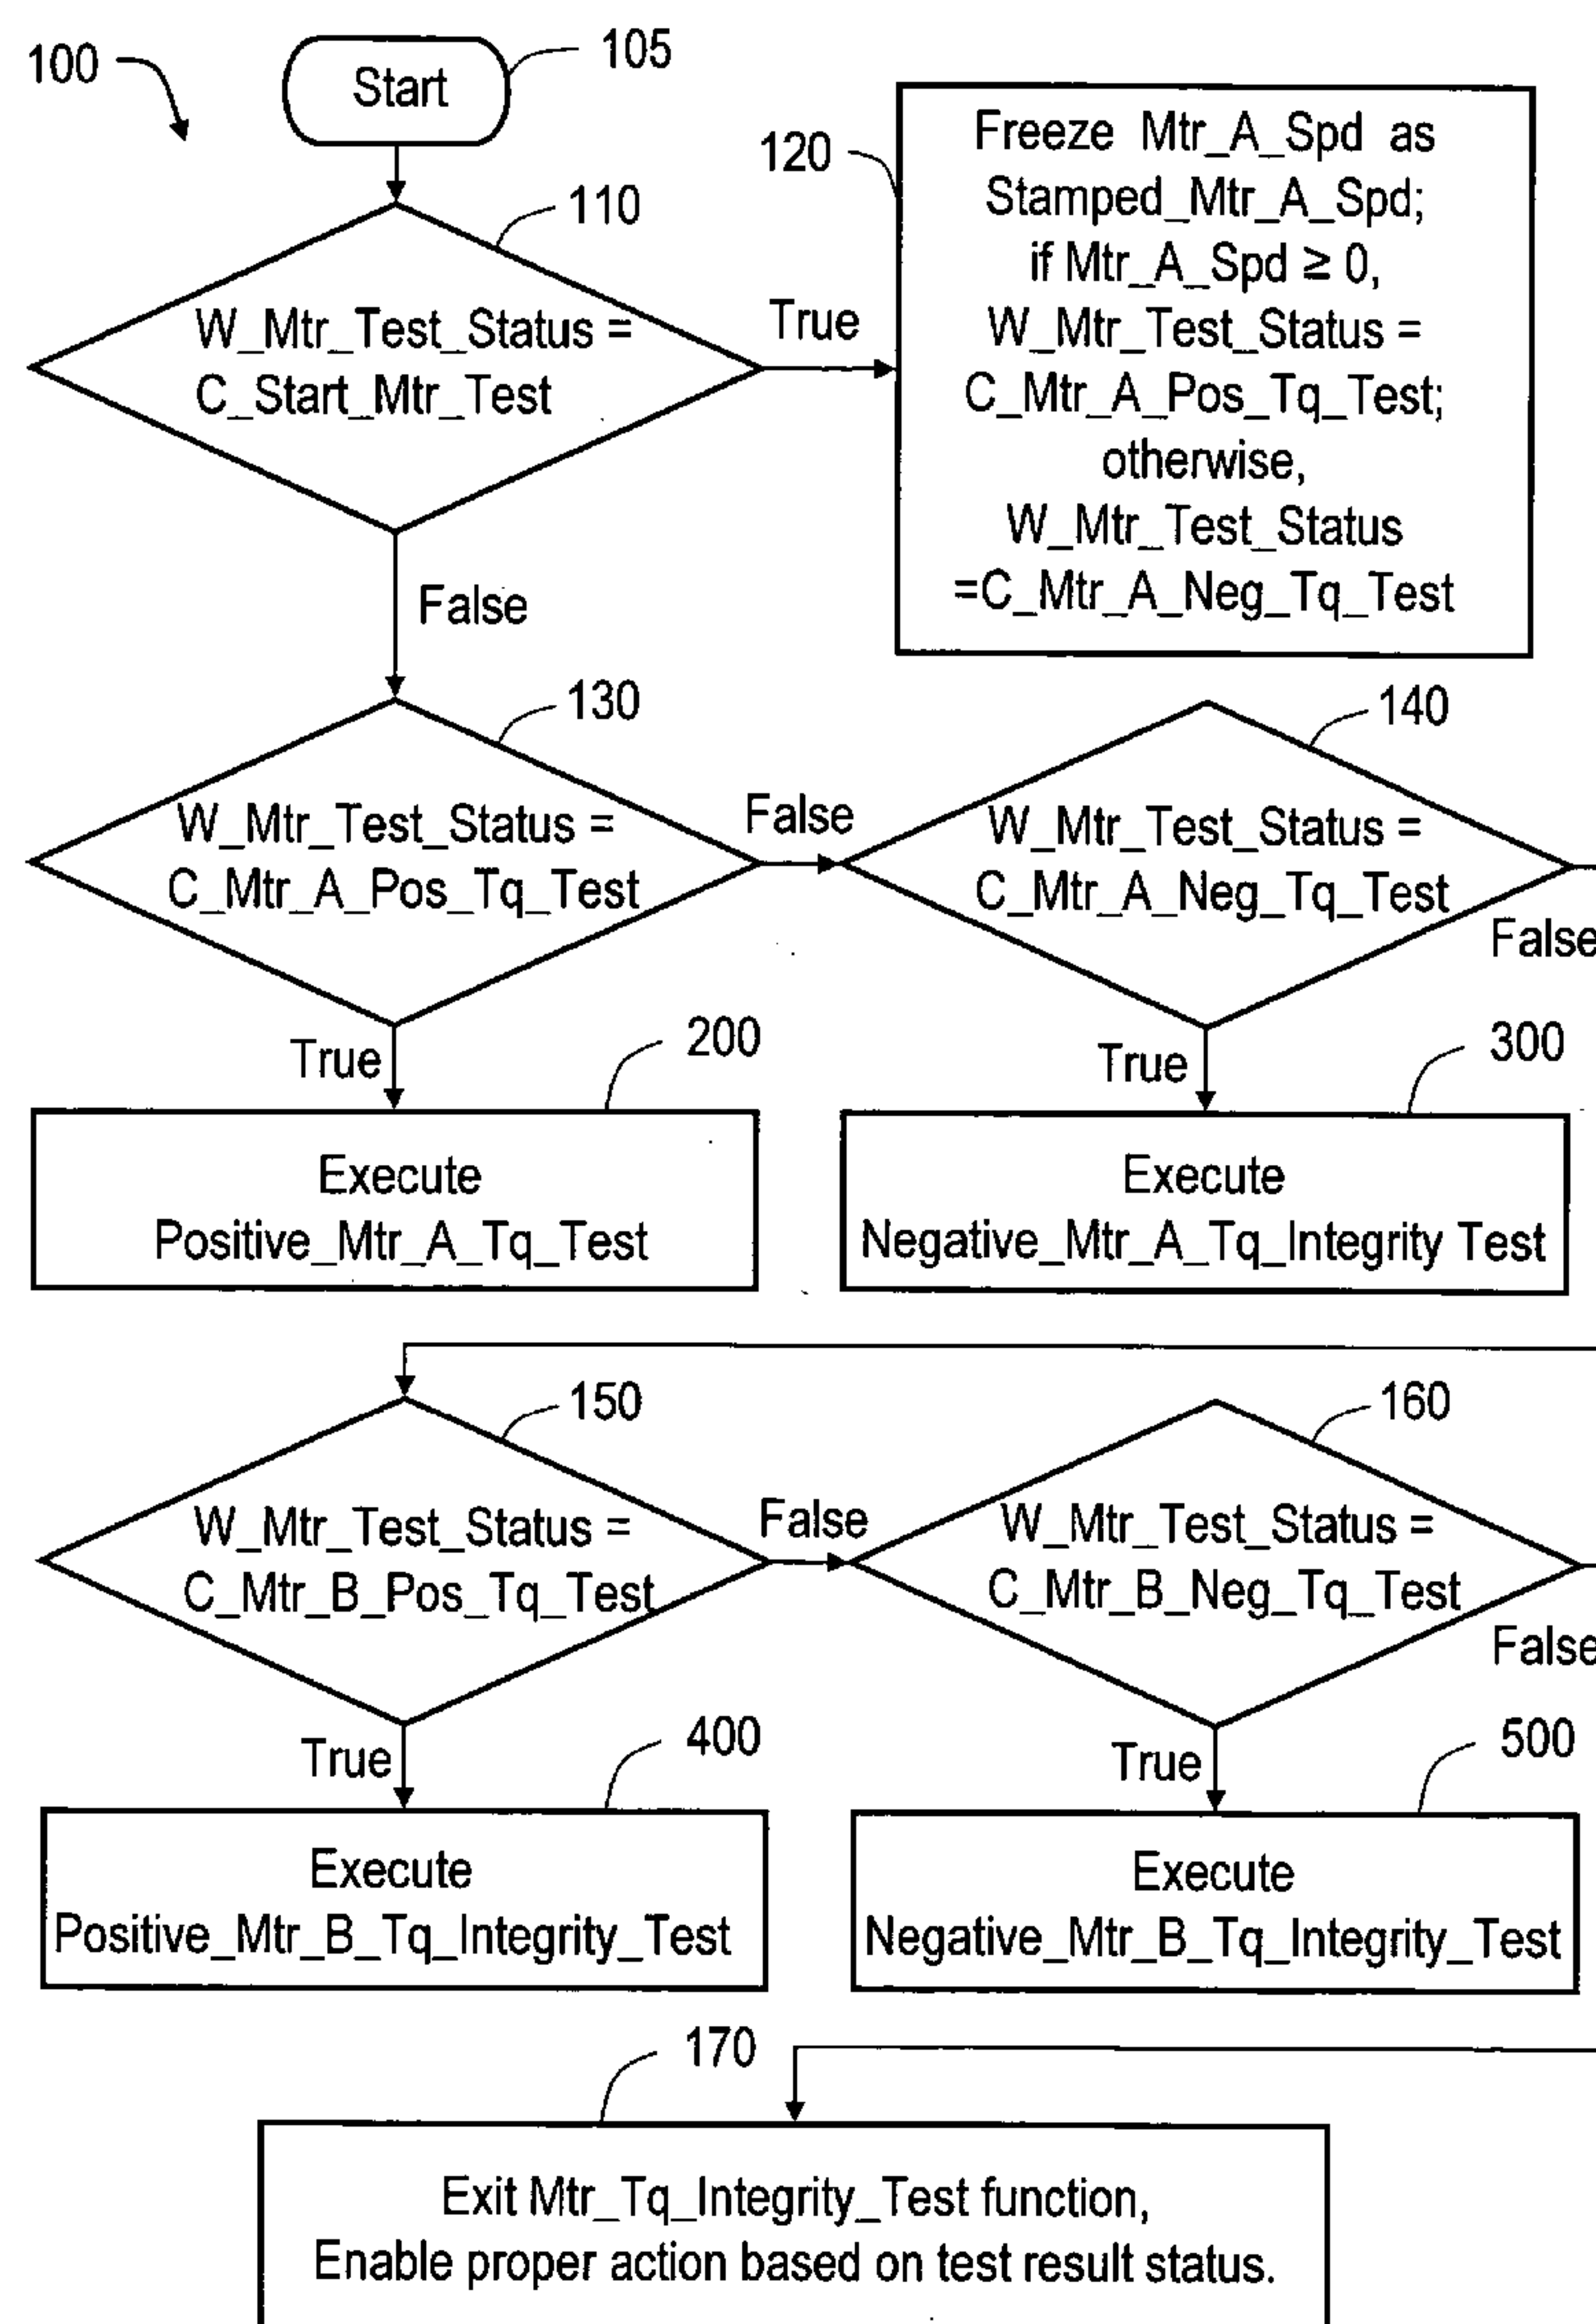 100
Start
105
110
W_Mtr_Test_Status =
C_Start_Mtr_Test
True
False
120
Freeze Mtr_A_Spd as
Stamped_Mtr_A_Spd;
if Mtr_A_Spd ≥ 0,
W_Mtr_Test_Status =
C_Mtr_A_Pos_Tq_Test;
otherwise,
W_Mtr_Test_Status
=C_Mtr_A_Neg_Tq_Test
130
W_Mtr_Test_Status =
C_Mtr_A_Pos_Tq_Test
False
True
140
W_Mtr_Test_Status =
C_Mtr_A_Neg_Tq_Test
False
True
200
Execute
Positive_Mtr_A_Tq_Test
300
Execute
Negative_Mtr_A_Tq_Integrity Test
150
W_Mtr_Test_Status =
C_Mtr_B_Pos_Tq_Test
False
True
160
W_Mtr_Test_Status =
C_Mtr_B_Neg_Tq_Test
False
True
400
Execute
Positive_Mtr_B_Tq_Integrity_Test
500
Execute
Negative_Mtr_B_Tq_Integrity_Test
170
Exit Mtr_Tq_Integrity_Test function,
Enable proper action based on test result status.